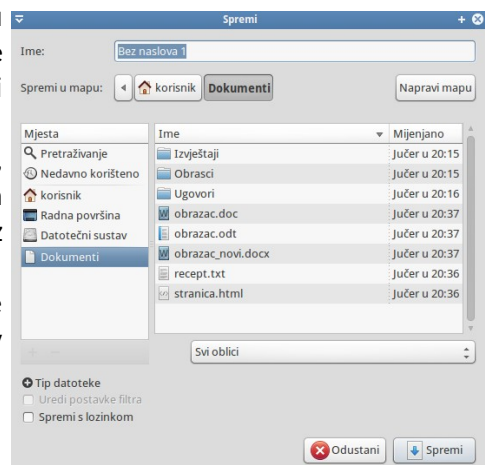 Spremi
Ime: Bez naslova 1
Spremi u mapu: korisnik Dokumenti Napravi mapu
Mjesta
Pretraživanje
Nedavno korišteno
korisnik
Radna površina
Datotečni sustav
Dokumenti
Ime Mijenjano
Izvještaji Jučer u 20:15
Obrasci Jučer u 20:15
Ugovori Jučer u 20:16
obrazac.doc Jučer u 20:37
obrazac.odt Jučer u 20:37
obrazac_novi.docx Jučer u 20:37
recept.txt Jučer u 20:36
stranica.html Jučer u 20:36
Svi oblici
Tip datoteke
Uredi postavke filtra
Spremi s lozinkom
Odustani Spremi